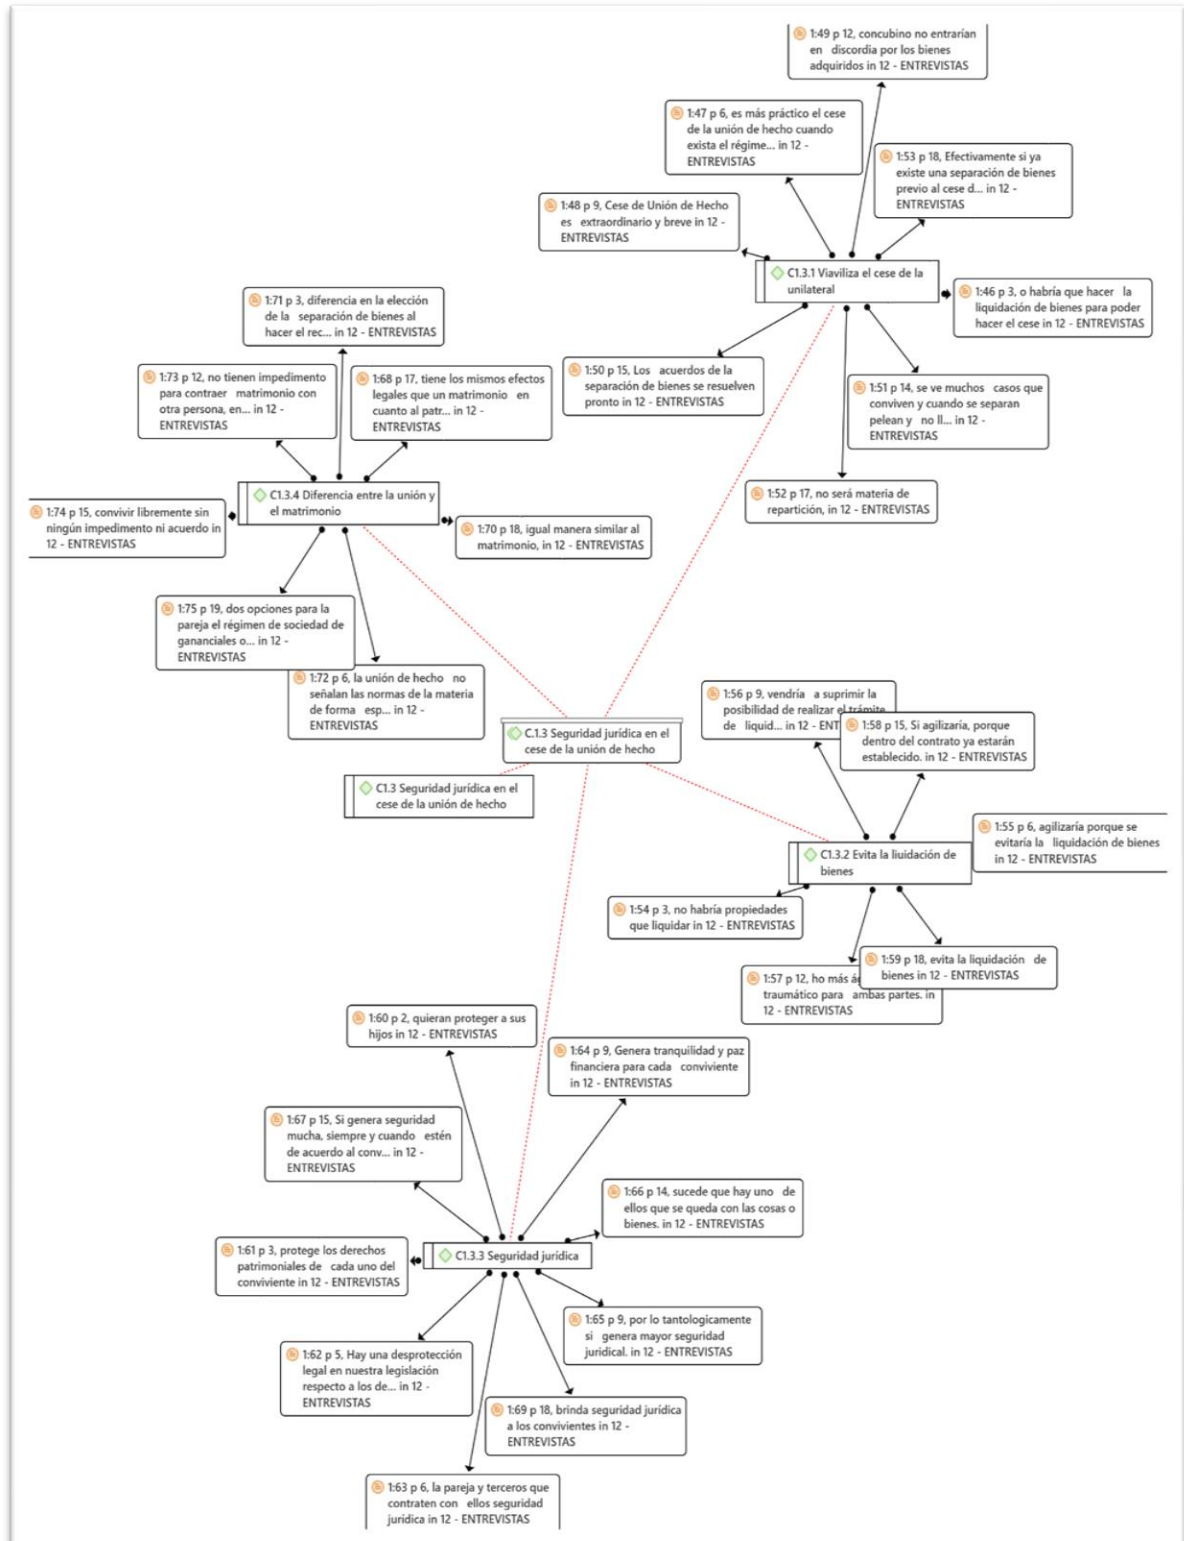 1:49 p 12, concubino no entrarían
en discordia por los bienes
adquiridos in 12 - ENTREVISTAS
1:47 p 6, es más práctico el cese
de la unión de hecho cuando
exista el régime... in 12 -
ENTREVISTAS
1:53 p 18, Efectivamente si ya
existe una separación de bienes
previo al cese d... in 12 -
ENTREVISTAS
1:48 p 9, Cese de Unión de Hecho
es extraordinario y breve in 12 -
ENTREVISTAS
C1.3.1 Viaviliza el cese de la
unilateral
1:46 p 3, o habría que hacer la
liquidación de bienes para poder
hacer el cese in 12 - ENTREVISTAS
1:71 p 3, diferencia en la elección
de la separación de bienes al
hacer el rec... in 12 - ENTREVISTAS
1:50 p 15, Los acuerdos de la
separación de bienes se resuelven
pronto in 12 - ENTREVISTAS
1:51 p 14, se ve muchos casos que
conviven y cuando se separan
pelean y no ll... in 12 -
ENTREVISTAS
1:73 p 12, no tienen impedimento
para contraer matrimonio con
otra persona, en... in 12 -
ENTREVISTAS
1:68 p 17, tiene los mismos efectos
legales que un matrimonio en
cuanto al patr... in 12 -
ENTREVISTAS
1:52 p 17, no será materia de
repartición, in 12 - ENTREVISTAS
C1.3.4 Diferencia entre la unión y
el matrimonio
1:74 p 15, convivir libremente sin
ningún impedimento ni acuerdo in
12 - ENTREVISTAS
1:70 p 18, igual manera similar al
matrimonio, in 12 - ENTREVISTAS
1:75 p 19, dos opciones para la
pareja el régimen de sociedad de
gananciales o... in 12 -
ENTREVISTAS
1:72 p 6, la unión de hecho no
señalan las normas de la materia
de forma esp... in 12 -
ENTREVISTAS
C.1.3 Seguridad jurídica en el
cese de la unión de hecho
C1.3 Seguridad jurídica en el
cese de la unión de hecho
1:56 p 9, vendría a suprimir la
posibilidad de realizar el trámite
de liquid... in 12 - ENT
1:58 p 15, Si agilizaría, porque
dentro del contrato ya estarán
establecido. in 12 - ENTREVISTAS
1:55 p 6, agilizaría porque se
evitaría la liquidación de bienes
in 12 - ENTREVISTAS
C1.3.2 Evita la liuidación de
bienes
1:54 p 3, no habría propiedades
que liquidar in 12 - ENTREVISTAS
1:59 p 18, evita la liquidación de
bienes in 12 - ENTREVISTAS
1:57 p 12, ho más
traumático para ambas partes. in
12 - ENTREVISTAS
1:60 p 2, quieran proteger a sus
hijos in 12 - ENTREVISTAS
1:64 p 9, Genera tranquilidad y paz
financiera para cada conviviente
in 12 - ENTREVISTAS
1:67 p 15, Si genera seguridad
mucha, siempre y cuando estén
de acuerdo al conv... in 12 -
ENTREVISTAS
1:66 p 14, sucede que hay uno de
ellos que se queda con las cosas o
bienes. in 12 - ENTREVISTAS
C1.3.3 Seguridad jurídica
1:61 p 3, protege los derechos
patrimoniales de cada uno del
conviviente in 12 - ENTREVISTAS
1:65 p 9, por lo tantologicamente
si genera mayor seguridad
juridical. in 12 - ENTREVISTAS
1:62 p 5, Hay una desprotección
legal en nuestra legislación
respecto a los de... in 12 -
ENTREVISTAS
1:69 p 18, brinda seguridad jurídica
a los convivientes in 12 -
ENTREVISTAS
1:63 p 6, la pareja y terceros que
contraten con ellos seguridad
jurídica in 12 - ENTREVISTAS